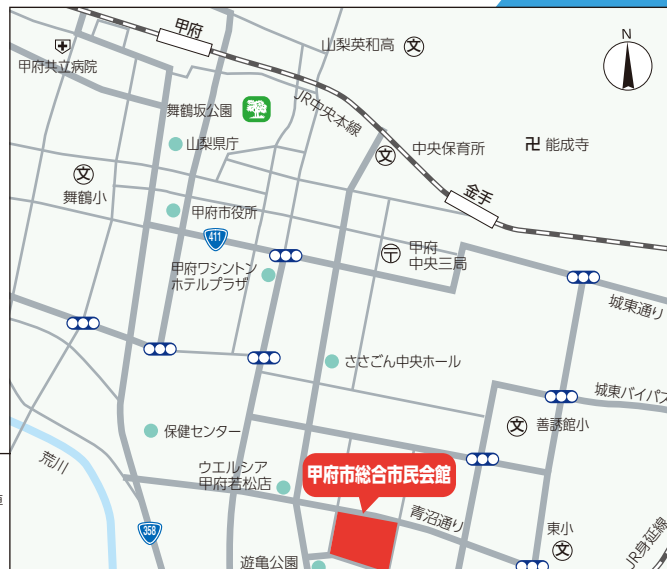 甲府
山梨英和高
文
N
甲府共立病院
舞鶴坂公園
JR中央本線
山梨県庁
文
中央保育所
卍 能成寺
文
舞鶴小
金手
甲府市役所
411
〒
甲府
中央三局
甲府ワシントン
ホテルプラザ
城東通り
ささごん中央ホール
城東バイパス
文
善誘館小
保健センター
荒川
ウエルシア
甲府若松店
甲府市総合市民会館
青沼通り
358
東小
文
遊亀公園
JR身延線